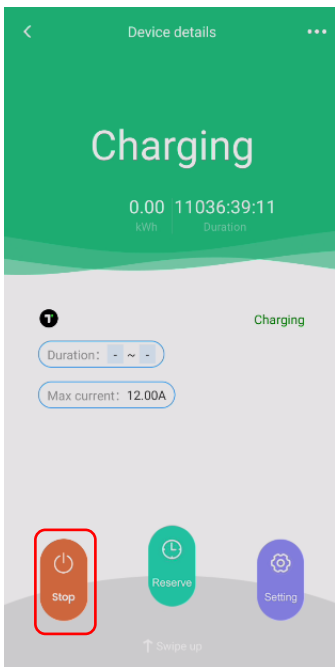 Device details
Charging
0.00 11036:39:11
kWh Duration
T Charging
Duration: - ~ -
Max current: 12.00A
Stop
Reserve
Setting
Swipe up